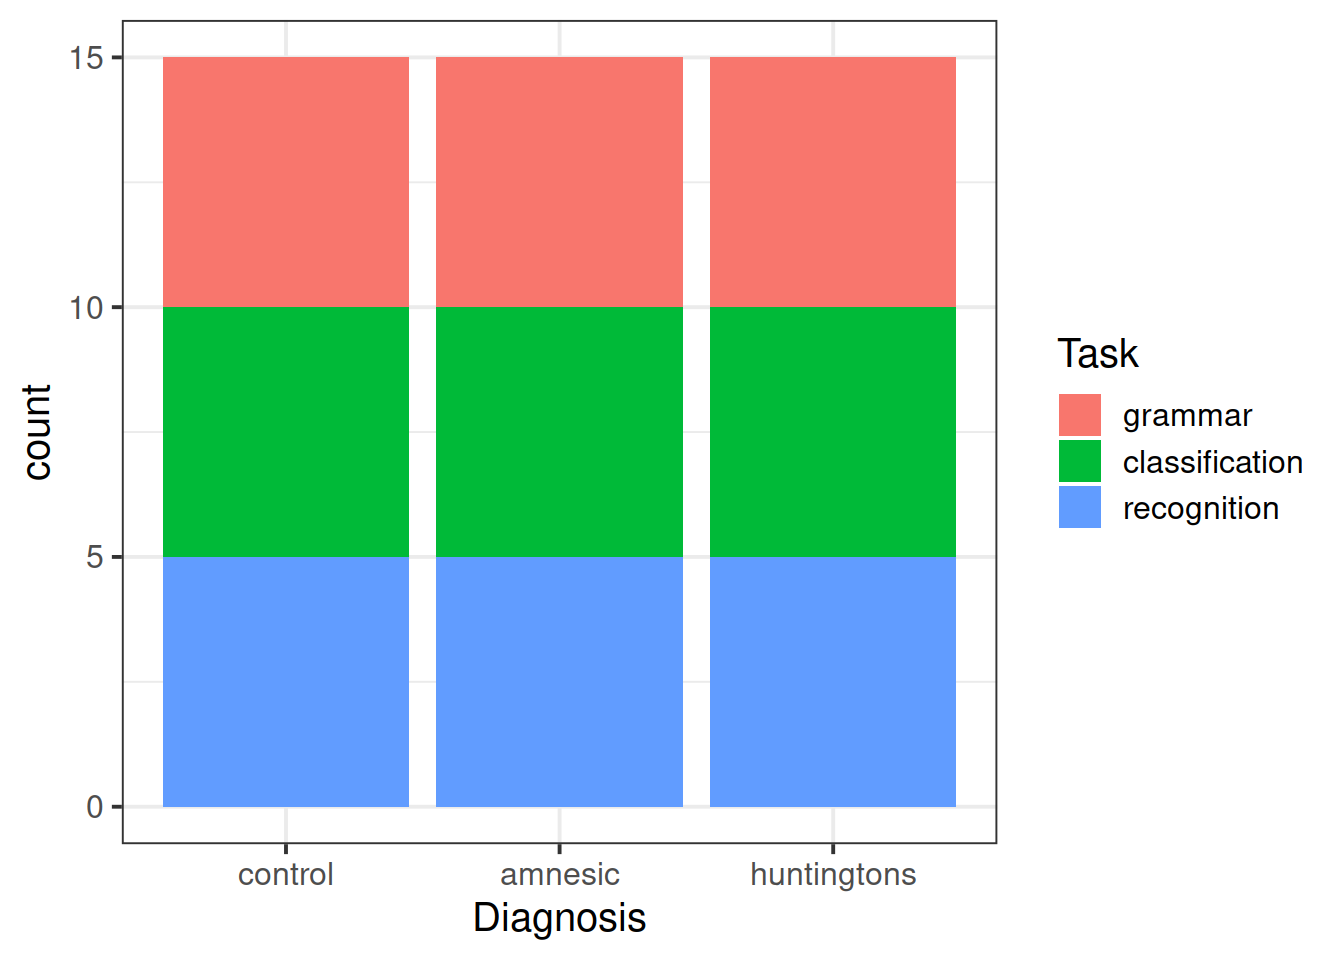 15
10
5
0
count
control amnesic huntingtons
Diagnosis
Task
grammar
classification
recognition